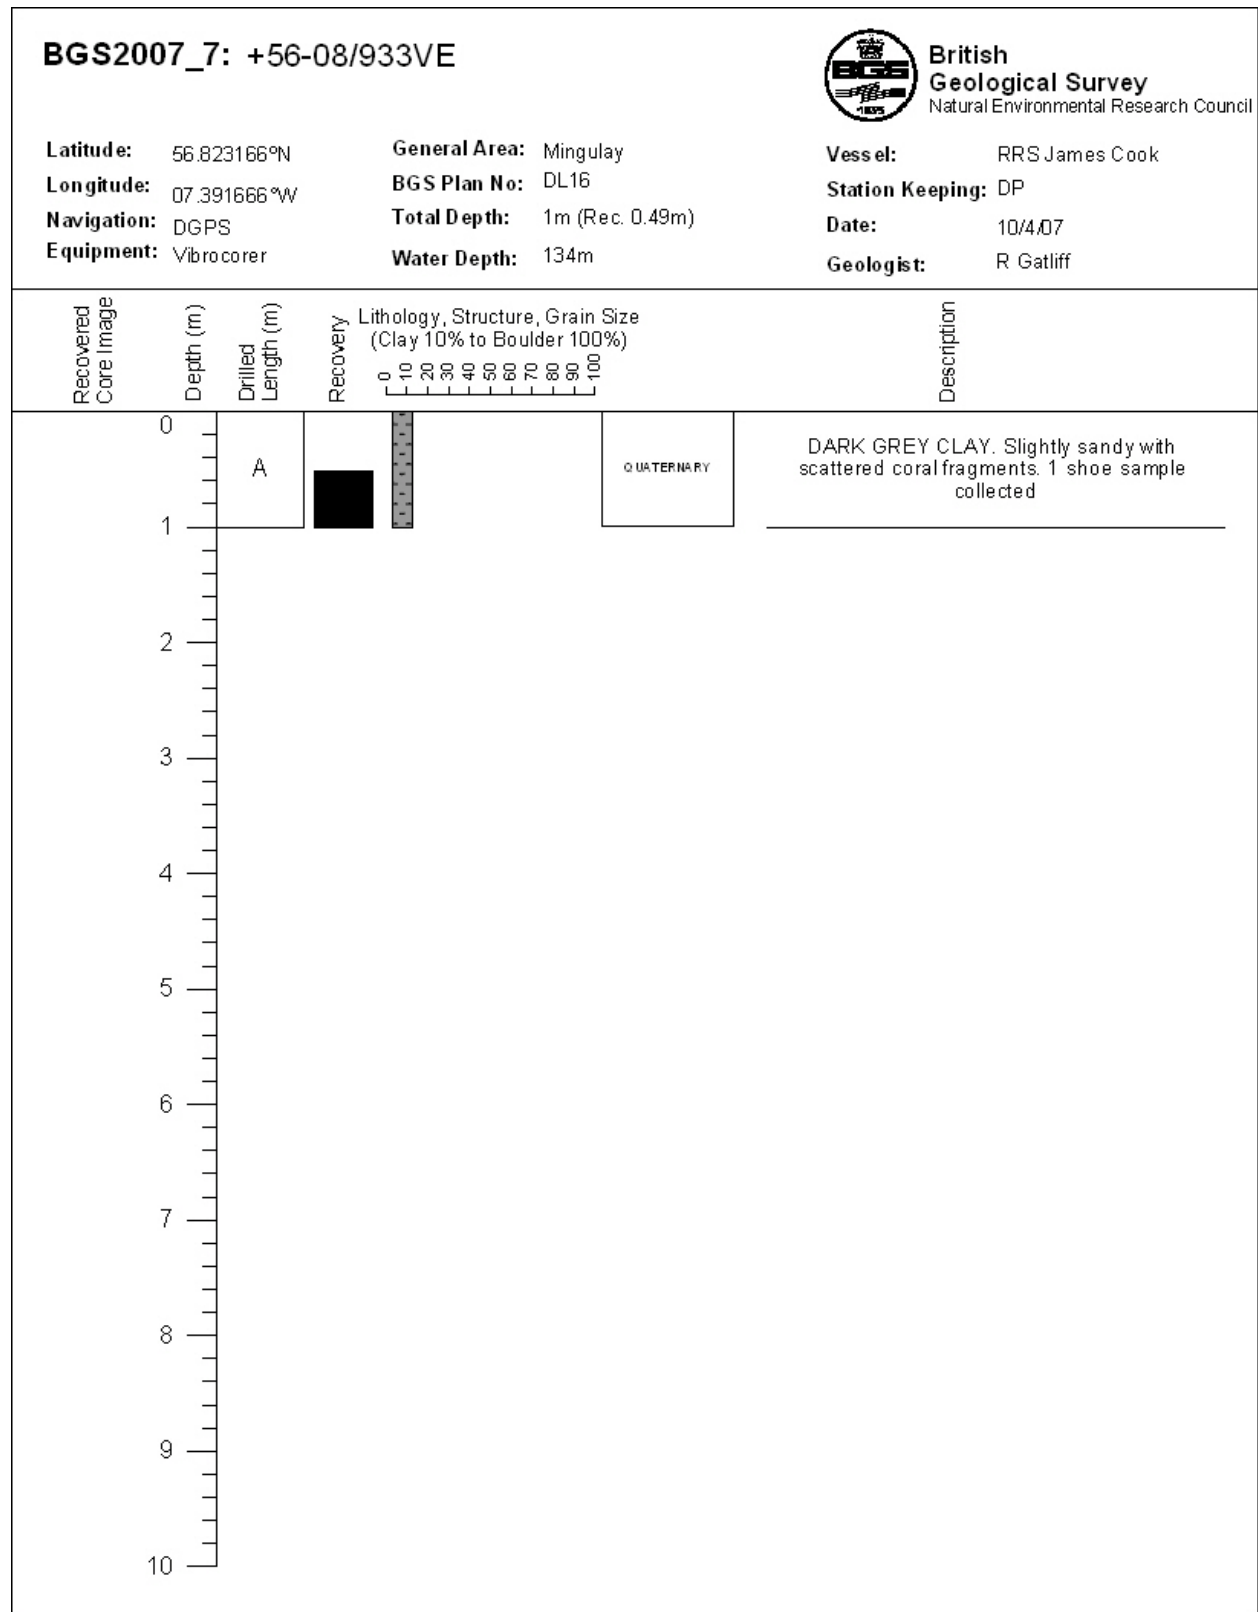 BGS2007_7: +56-08/933VE
British
Geological Survey
Natural Environmental Research Council
BGS
1835
Latitude: 56.823166°N
Longitude: 07.391666°W
Navigation: DGPS
Equipment: Vibrocorer
General Area: Mingulay
BGS Plan No: DL16
Total Depth: 1m (Rec. 0.49m)
Water Depth: 134m
Vessel: RRS James Cook
Station Keeping: DP
Date: 10/4/07
Geologist: R Gatliff
Recovered
Core Image
Depth (m)
Drilled
Length (m)
Recovery
Lithology, Structure, Grain Size
(Clay 10% to Boulder 100%)
0 10 20 30 40 50 60 70 80 90 100
Description
0
A
QUATERNARY
DARK GREY CLAY. Slightly sandy with
scattered coral fragments. 1 shoe sample
collected
1
2
3
4
5
6
7
8
9
10